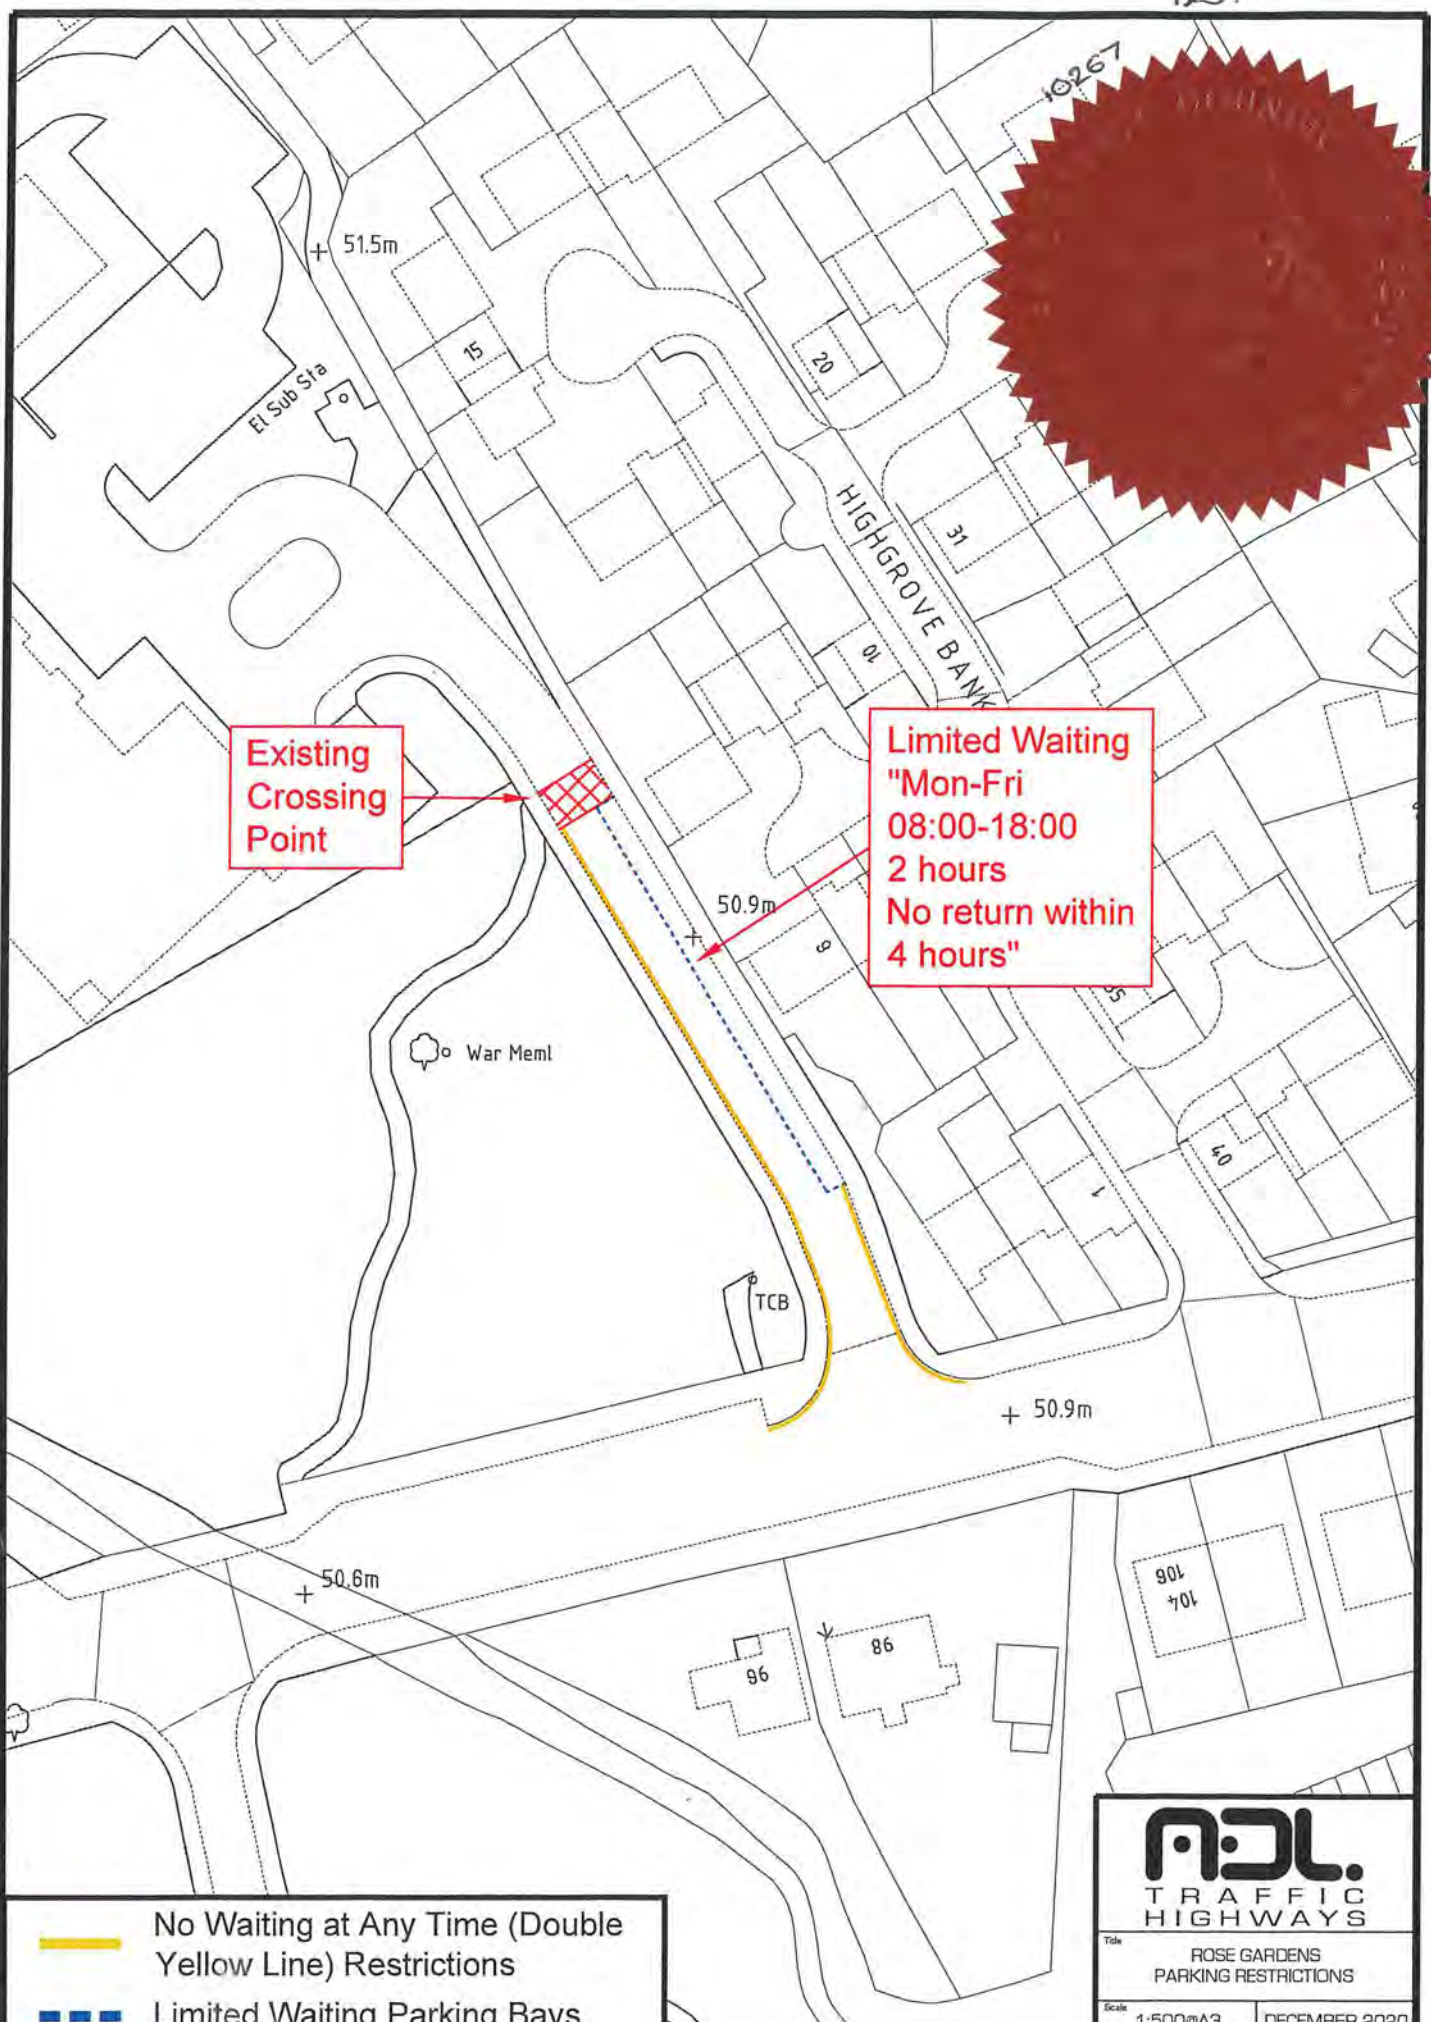 10267
51.5m
15
20
El Sub Sta
HIGHGROVE BANK
31
10
Existing
Crossing
Point
Limited Waiting
"Mon-Fri
08:00-18:00
2 hours
No return within
4 hours"
50.9m
9
War Meml
40
1
TCB
50.9m
50.6m
106
104
96
98
ADL.
TRAFFIC
HIGHWAYS
Title
ROSE GARDENS
PARKING RESTRICTIONS
Scale
1:500@A3
DECEMBER 2020
No Waiting at Any Time (Double
Yellow Line) Restrictions
Limited Waiting Parking Bays